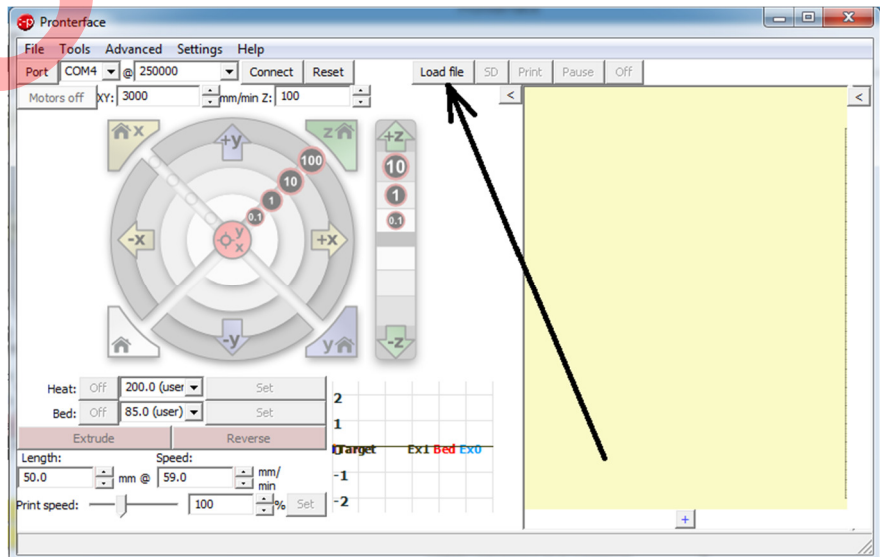 Pronterface
File Tools Advanced Settings Help
Port COM4 @ 250000 Connect Reset Load file SD Print Pause Off
Motors off XY: 3000 mm/min Z: 100 < <
x +y z +z
100 10
10 1
1 0.1
0.1
-x y x +x
-y y -z
Heat: Off 200.0 (user Set
Bed: Off 85.0 (user) Set
Extrude Reverse
Length: Speed:
50.0 mm @ 59.0 mm/
min
Print speed: 100 % Set
2
1
Target Ex1 Bed Ex0
-1
-2
+